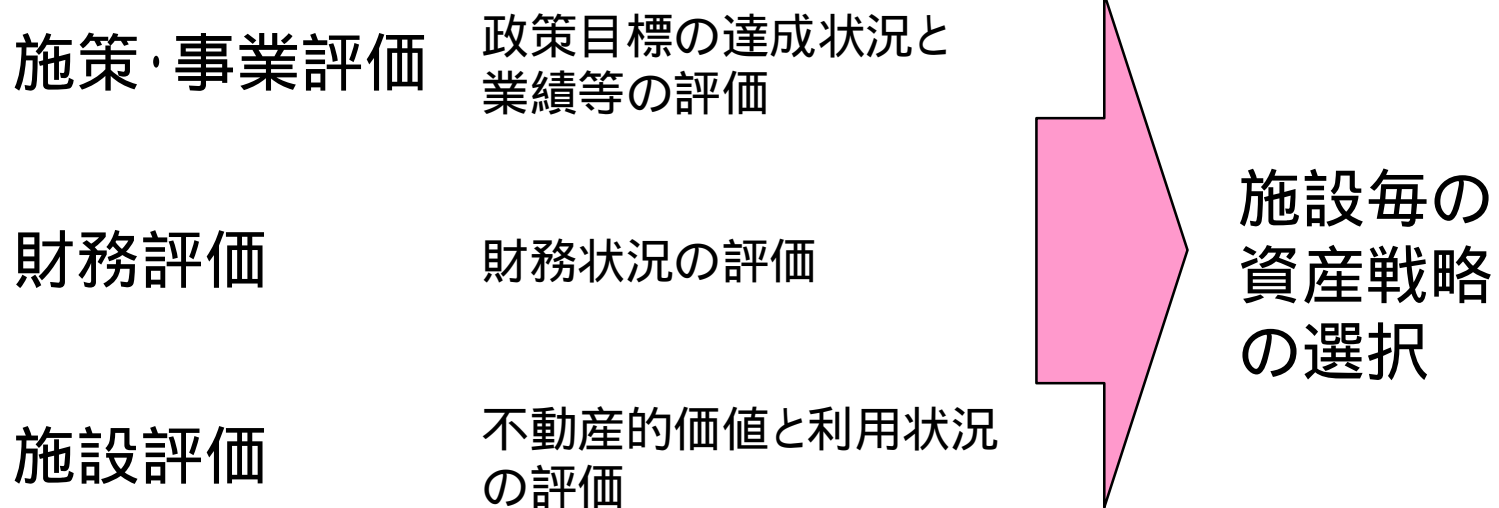 施策・事業評価
政策目標の達成状況と
業績等の評価
財務評価
財務状況の評価
施設評価
不動産的価値と利用状況
の評価
施設毎の
資産戦略
の選択